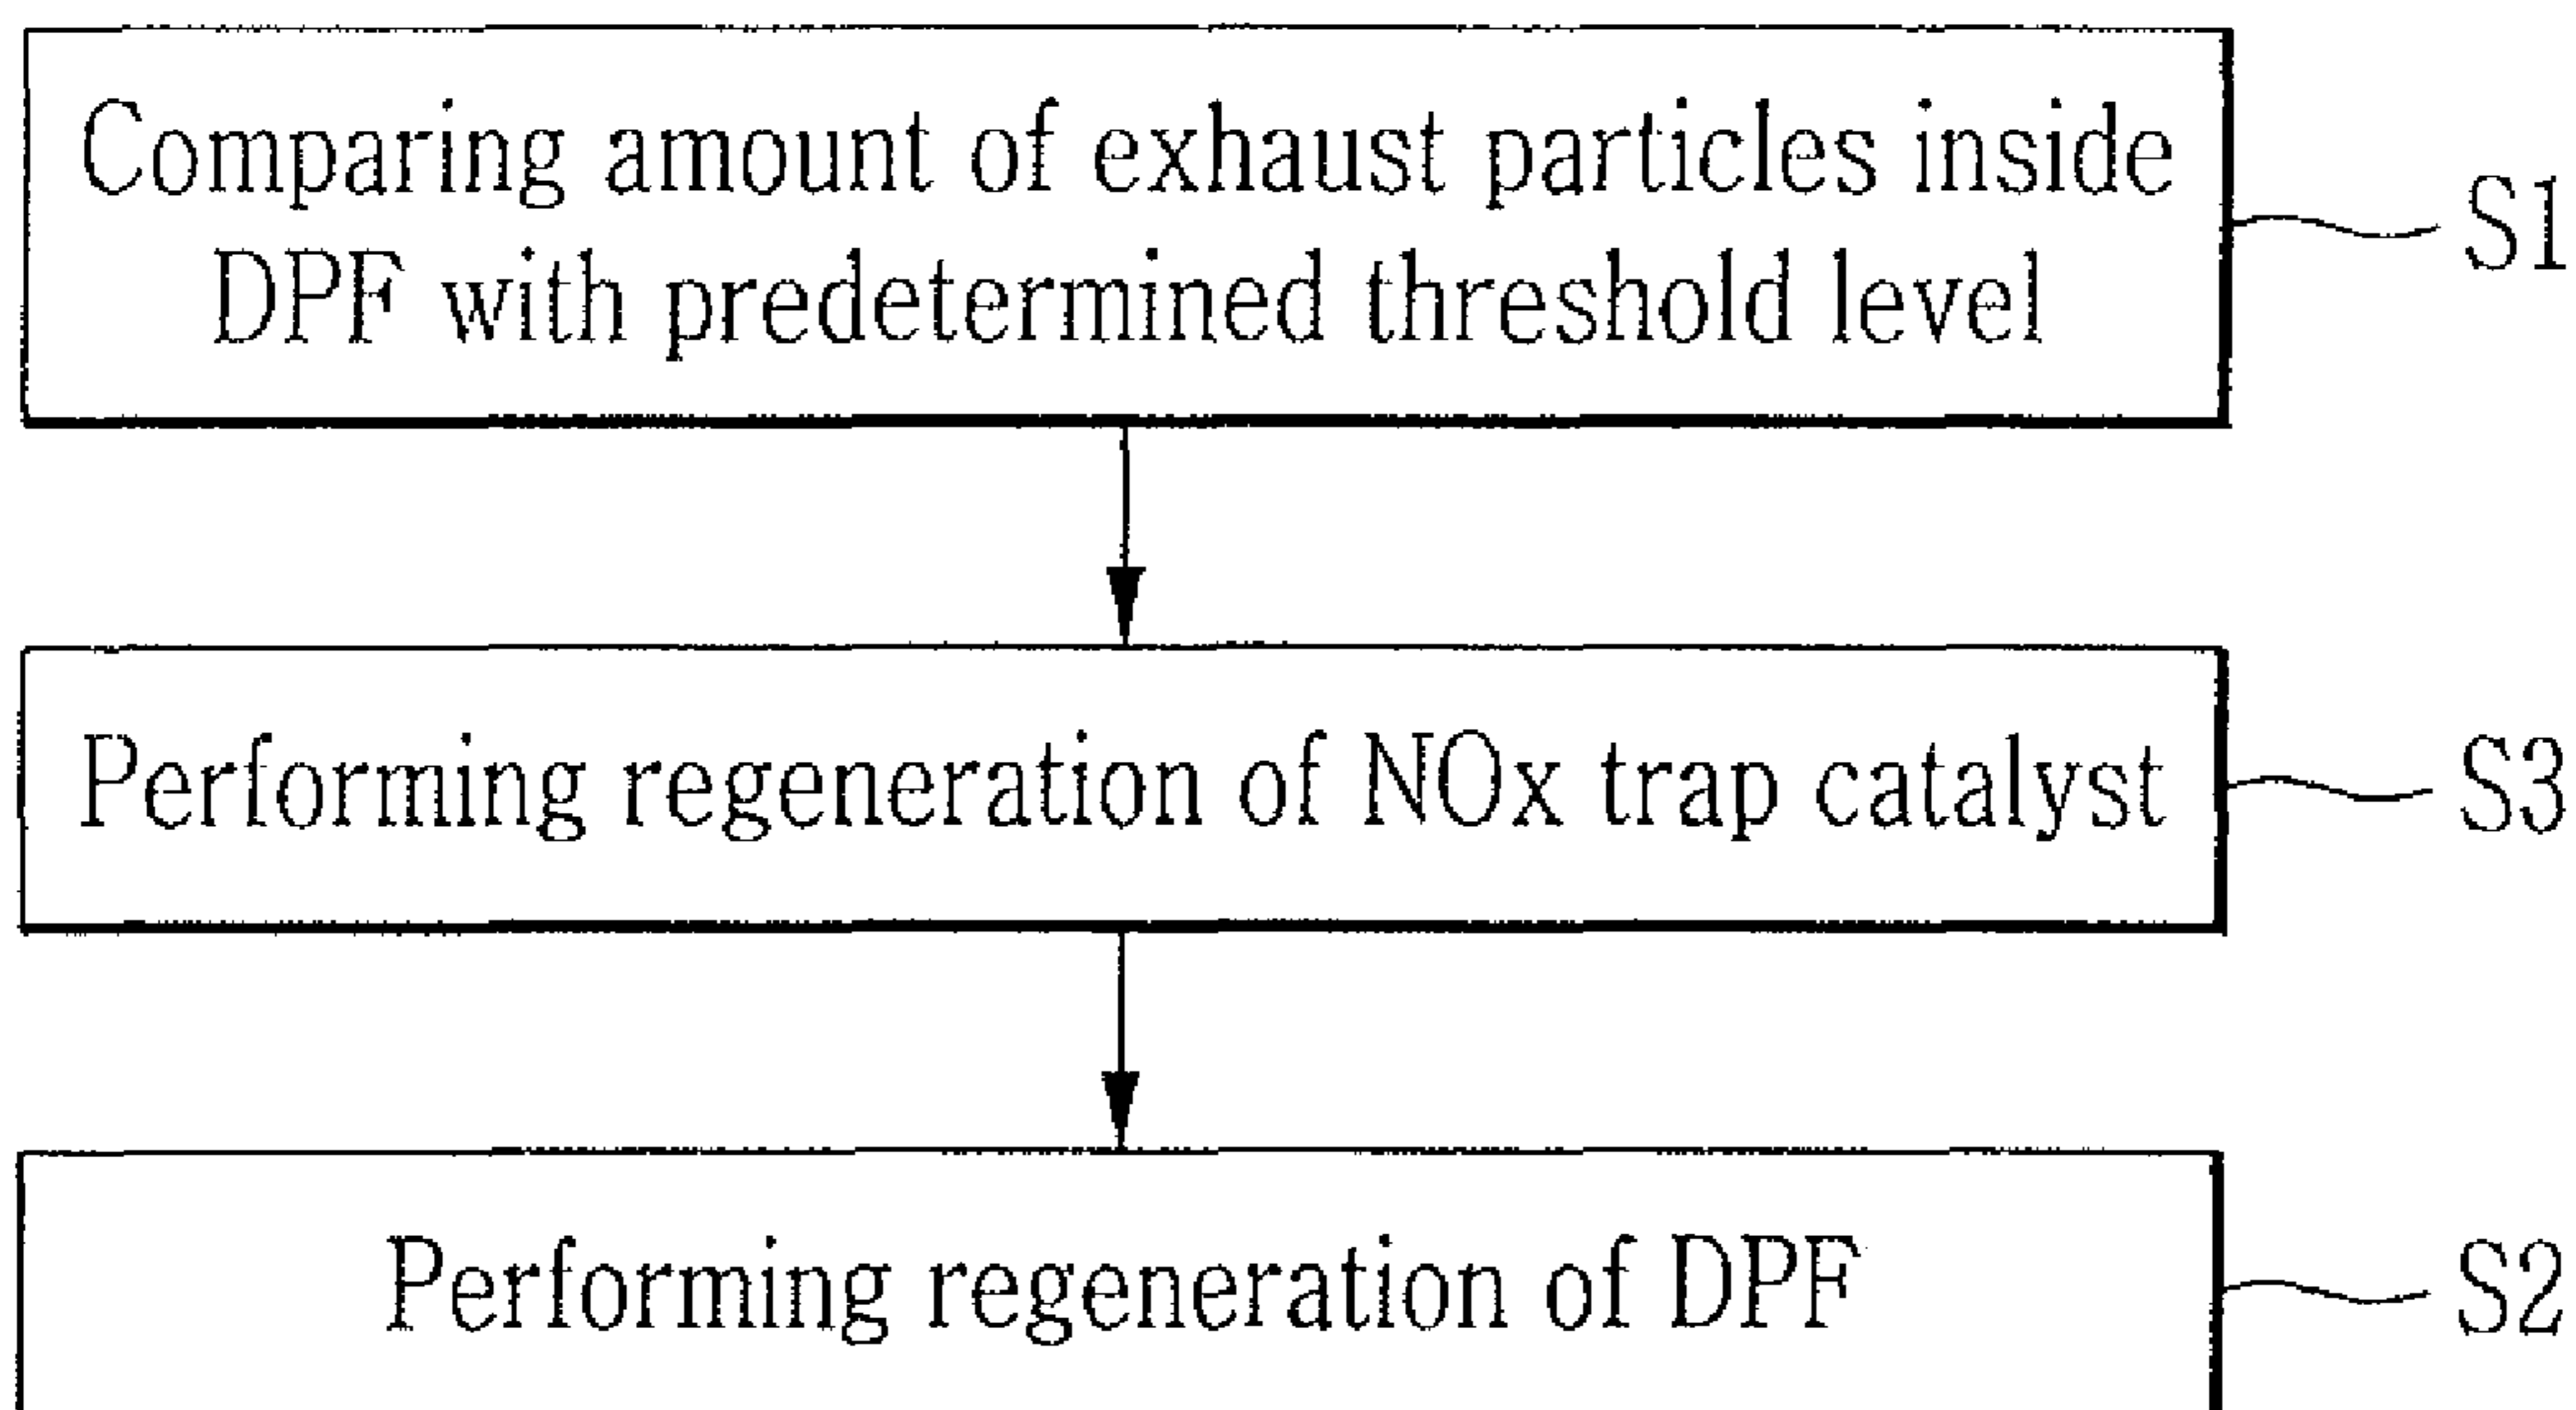 Comparing amount of exhaust particles inside
DPF with predetermined threshold level
S1
Performing regeneration of NOx trap catalyst
S3
Performing regeneration of DPF
S2